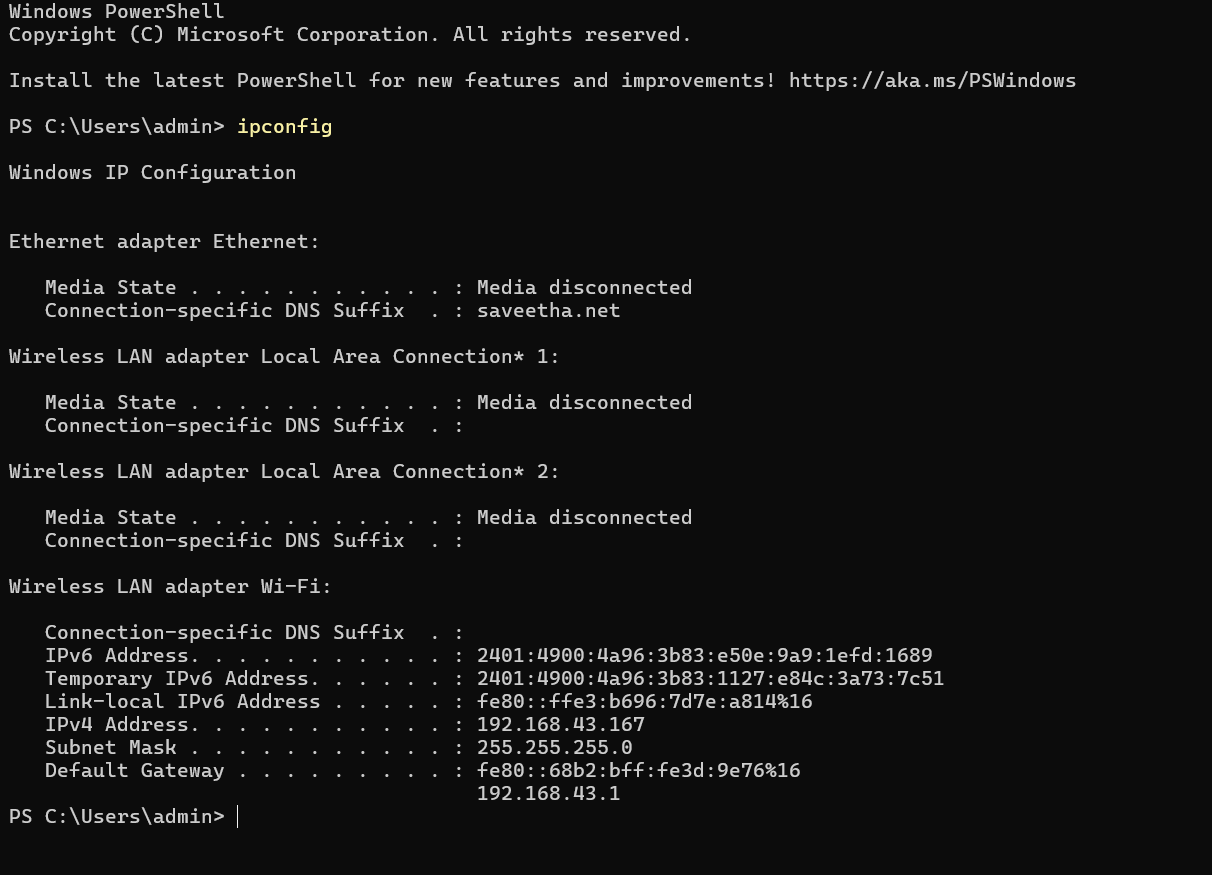 Windows PowerShell
Copyright (C) Microsoft Corporation. All rights reserved.
Install the latest PowerShell for new features and improvements! https://aka.ms/PSWindows
PS C:\Users\admin> ipconfig
Windows IP Configuration
Ethernet adapter Ethernet:
   Media State . . . . . . . . . . . : Media disconnected
   Connection-specific DNS Suffix  . : saveetha.net
Wireless LAN adapter Local Area Connection* 1:
   Media State . . . . . . . . . . . : Media disconnected
   Connection-specific DNS Suffix  . :
Wireless LAN adapter Local Area Connection* 2:
   Media State . . . . . . . . . . . : Media disconnected
   Connection-specific DNS Suffix  . :
Wireless LAN adapter Wi-Fi:
   Connection-specific DNS Suffix  . :
   IPv6 Address. . . . . . . . . . . : 2401:4900:4a96:3b83:e50e:9a9:1efd:1689
   Temporary IPv6 Address. . . . . . : 2401:4900:4a96:3b83:1127:e84c:3a73:7c51
   Link-local IPv6 Address . . . . . : fe80::ffe3:b696:7d7e:a814%16
   IPv4 Address. . . . . . . . . . . : 192.168.43.167
   Subnet Mask . . . . . . . . . . . : 255.255.255.0
   Default Gateway . . . . . . . . . : fe80::68b2:bff:fe3d:9e76%16
                                       192.168.43.1
PS C:\Users\admin>